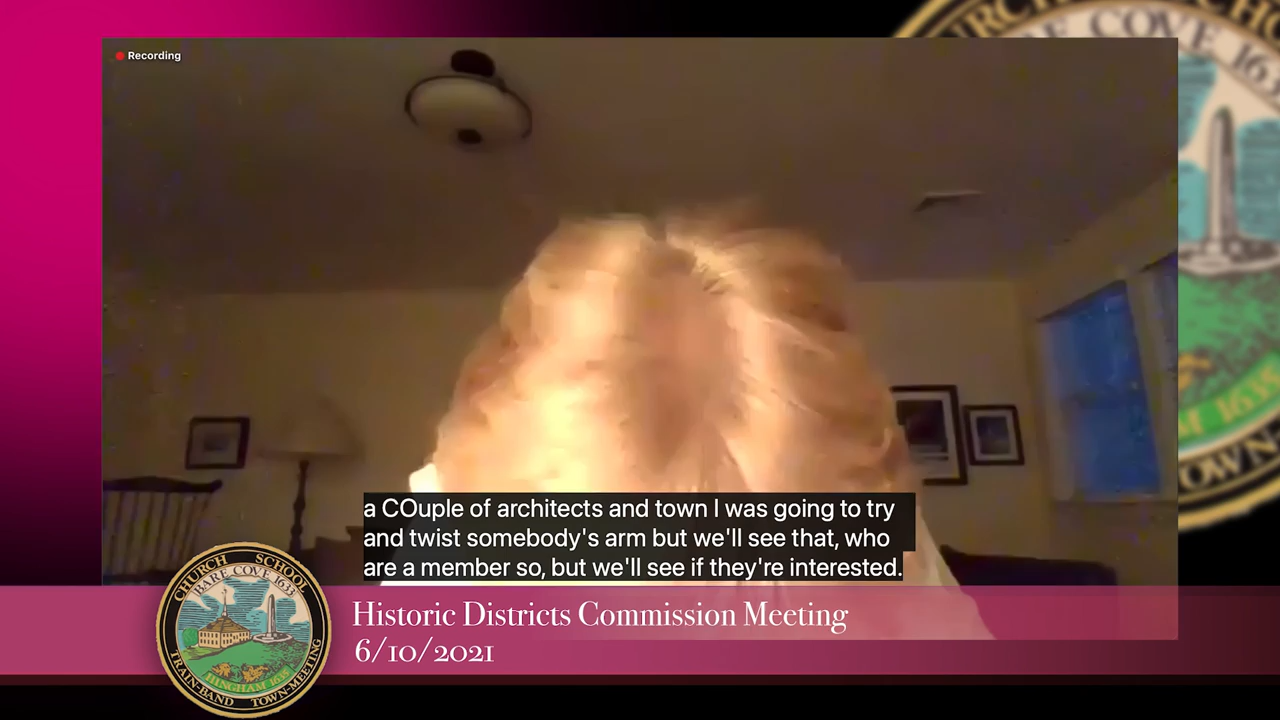 Recording
a COuple of architects and town I was going to try
and twist somebody's arm but we'll see that, who
are a member so, but we'll see if they're interested.
Historic Districts Commission Meeting
6/10/2021
CHURCH SCHOOL
BARE COVE 1633
HINGHAM 1635
TRAIN-BAND TOWN-MEETING